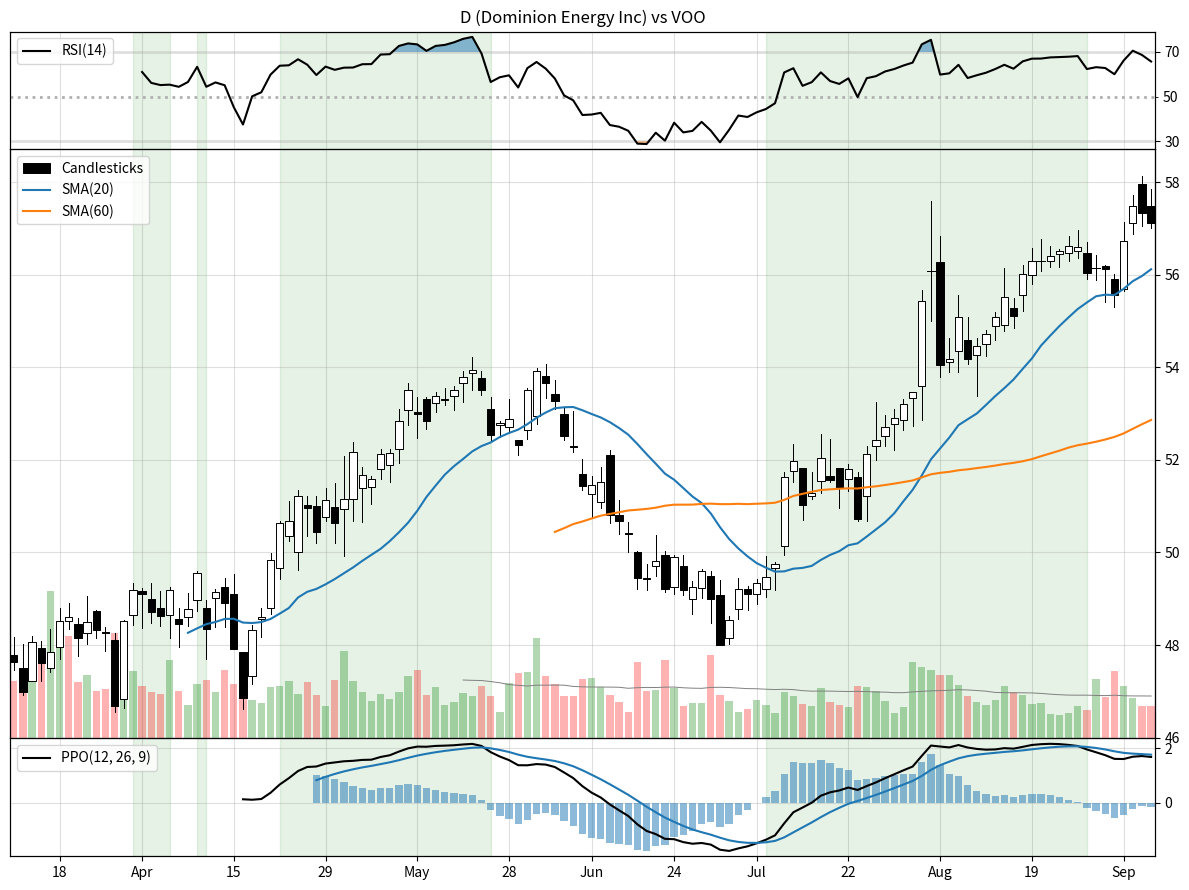 D (Dominion Energy Inc) vs VOO
RSI(14)
70
50
30
Candlesticks
SMA(20)
SMA(60)
58
56
54
52
50
48
46
PPO(12, 26, 9)
2
0
18 Apr 15 29 May 28 Jun 24 Jul 22 Aug 19 Sep